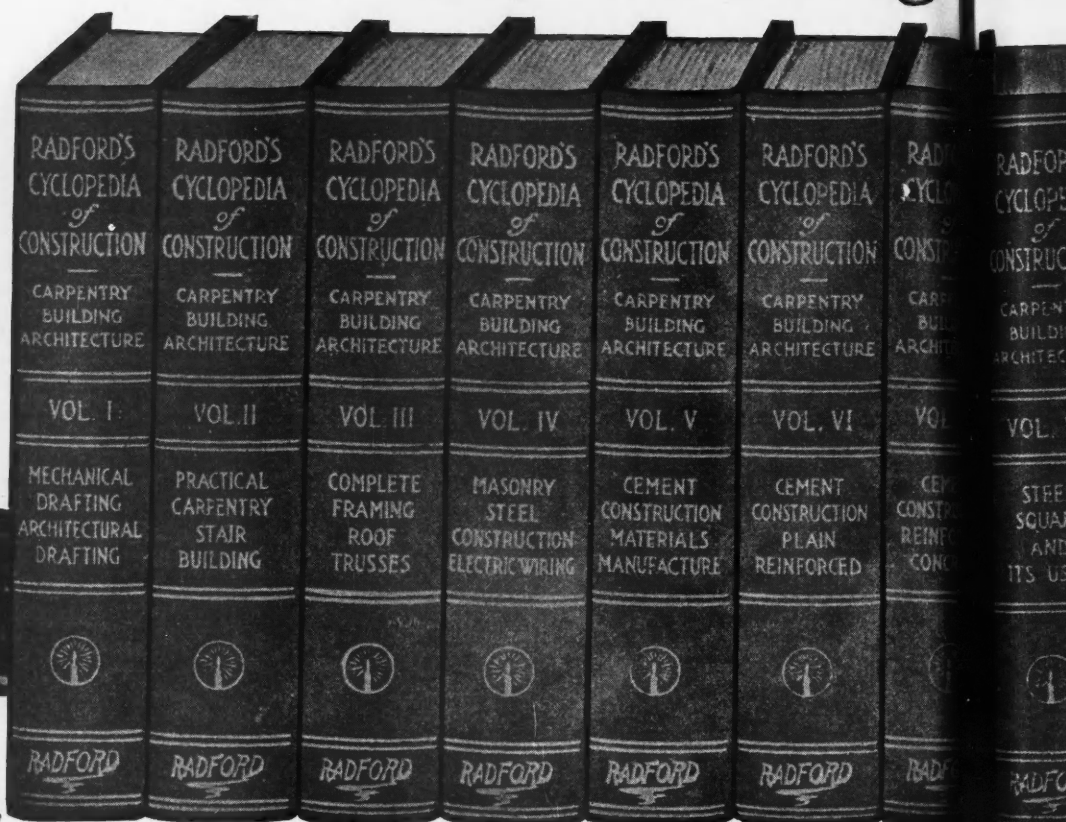 RADFORD'S
CYCLOPEDIA
of
CONSTRUCTION
CARPENTRY
BUILDING
ARCHITECTURE
VOL. I
MECHANICAL
DRAFTING
ARCHITECTURAL
DRAFTING
RADFORD
RADFORD'S
CYCLOPEDIA
of
CONSTRUCTION
CARPENTRY
BUILDING
ARCHITECTURE
VOL. II
PRACTICAL
CARPENTRY
STAIR
BUILDING
RADFORD
RADFORD'S
CYCLOPEDIA
of
CONSTRUCTION
CARPENTRY
BUILDING
ARCHITECTURE
VOL. III
COMPLETE
FRAMING
ROOF
TRUSSES
RADFORD
RADFORD'S
CYCLOPEDIA
of
CONSTRUCTION
CARPENTRY
BUILDING
ARCHITECTURE
VOL. IV
MASONRY
STEEL
CONSTRUCTION
ELECTRIC WIRING
RADFORD
RADFORD'S
CYCLOPEDIA
of
CONSTRUCTION
CARPENTRY
BUILDING
ARCHITECTURE
VOL. V
CEMENT
CONSTRUCTION
MATERIALS
MANUFACTURE
RADFORD
RADFORD'S
CYCLOPEDIA
of
CONSTRUCTION
CARPENTRY
BUILDING
ARCHITECTURE
VOL. VI
CEMENT
CONSTRUCTION
PLAIN
REINFORCED
RADFORD
VOL
VOL.
AND
ITS